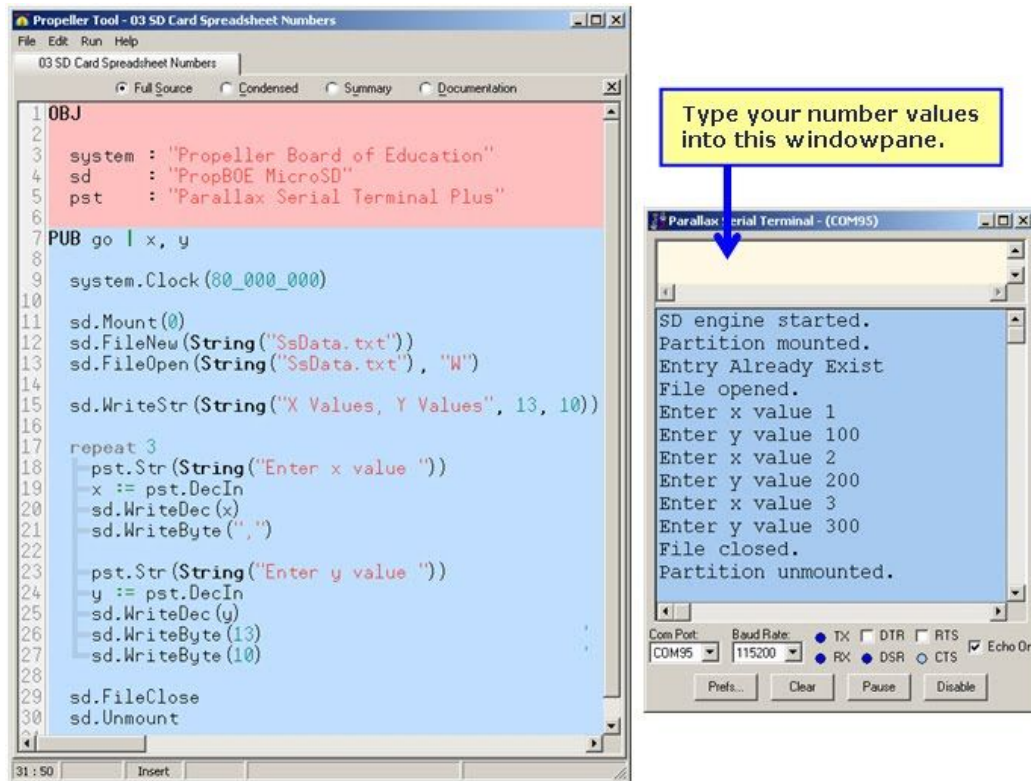 Propeller Tool - 03 SD Card Spreadsheet Numbers
File Edit Run Help
03 SD Card Spreadsheet Numbers
Full Source Condensed Summary Documentation
1 OBJ
2
3 system : "Propeller Board of Education"
4 sd : "PropBOE MicroSD"
5 pst : "Parallax Serial Terminal Plus"
6
7 PUB go | x, y
8
9 system.Clock(80_000_000)
10
11 sd.Mount(0)
12 sd.FileNew(String("SsData.txt"))
13 sd.FileOpen(String("SsData.txt"), "W")
14
15 sd.WriteStr(String("X Values, Y Values", 13, 10))
16
17 repeat 3
18 pst.Str(String("Enter x value "))
19 x := pst.DecIn
20 sd.WriteDec(x)
21 sd.WriteByte(",")
22
23 pst.Str(String("Enter y value "))
24 y := pst.DecIn
25 sd.WriteDec(y)
26 sd.WriteByte(13)
27 sd.WriteByte(10)
28
29 sd.FileClose
30 sd.Unmount
31 : 50 Insert
Type your number values
into this windowpane.
Parallax Serial Terminal - (COM95)
SD engine started.
Partition mounted.
Entry Already Exist
File opened.
Enter x value 1
Enter y value 100
Enter x value 2
Enter y value 200
Enter x value 3
Enter y value 300
File closed.
Partition unmounted.
Com Port: Baud Rate: TX DTR RTS
COM95 115200 RX DSR CTS Echo On
Prefs... Clear Pause Disable